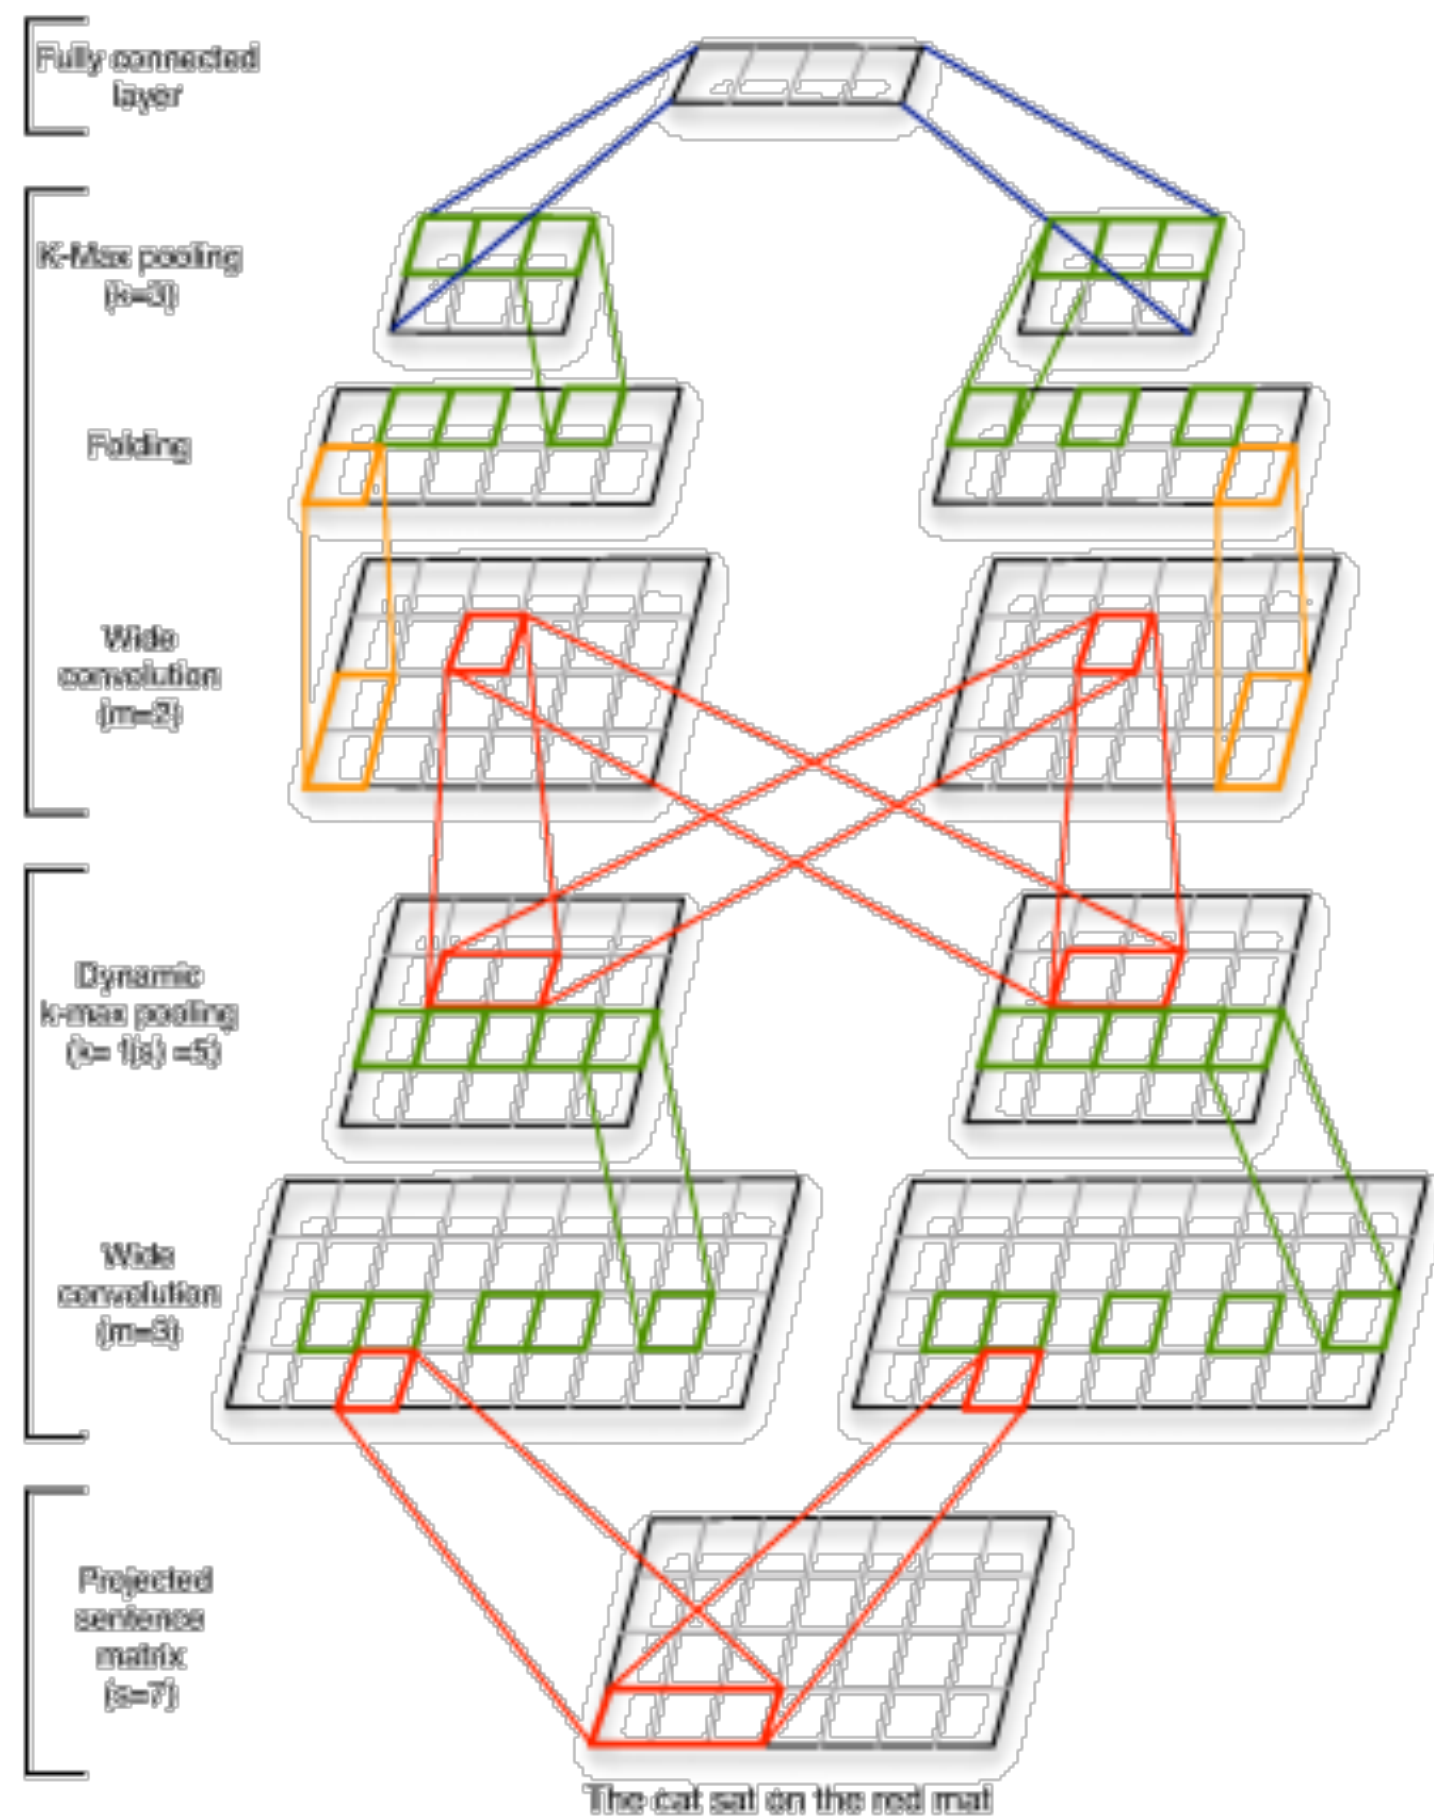 Fully connected
layer
K-Max pooling
(k=3)
Folding
Wide
convolution
(m=2)
Dynamic
k-max pooling
(k= f(s) =5)
Wide
convolution
(m=3)
Projected
sentence
matrix
(s=7)
The cat sat on the red mat